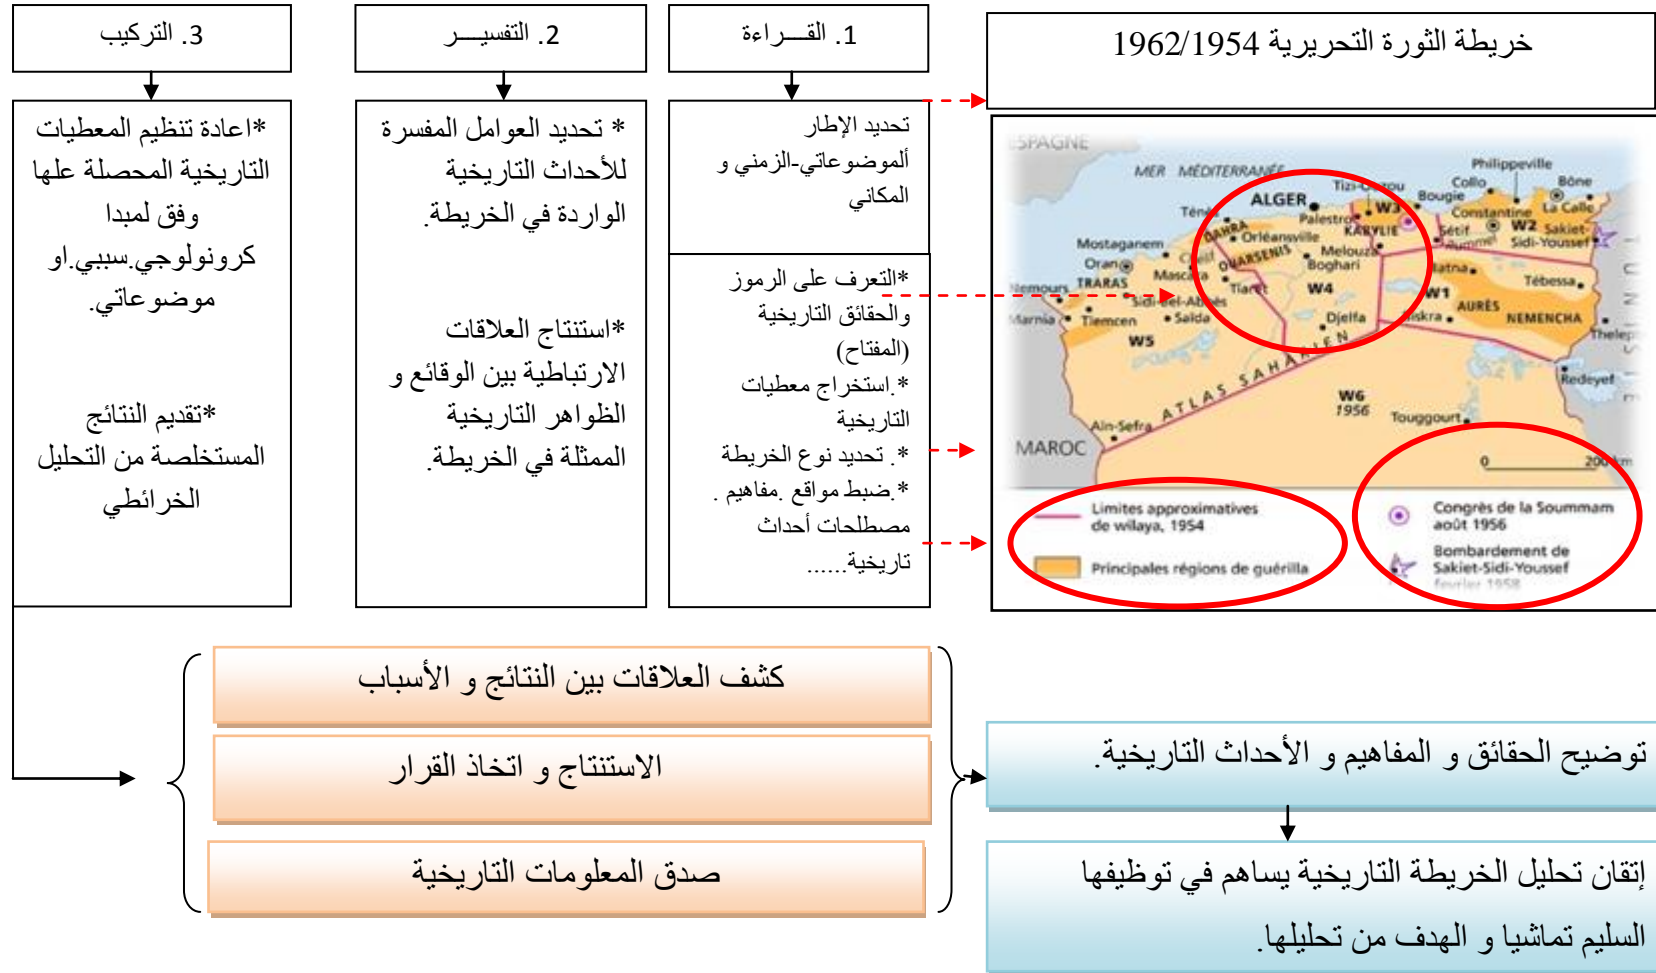 خريطة الثورة التحريرية 1962/1954
1. القــــراءة
2. التفسيـــــر
3. التركيب
تحديد الإطار
ألموضوعاتي-الزمني و
المكاني
*التعرف على الرموز
والحقائق التاريخية
(المفتاح)
*.استخراج معطيات
التاريخية
*. تحديد نوع الخريطة
*.ضبط مواقع .مفاهيم .
مصطلحات أحداث
تاريخية......
* تحديد العوامل المفسرة
للأحداث التاريخية
الواردة في الخريطة.
*استنتاج العلاقات
الارتباطية بين الوقائع و
الظواهر التاريخية
الممثلة في الخريطة.
*اعادة تنظيم المعطيات
التاريخية المحصلة علها
وفق لمبدا
كرونولوجي.سببي.او
موضوعاتي.
*تقديم النتائج
المستخلصة من التحليل
الخرائطي
ESPAGNE
MER MÉDITERRANÉE
Philippeville
Tizi-Ouzou
Collo
Bône
ALGER
Bougie
Ténès
Palestro
W3
Constantine
La Calle
DAHRA
KABYLIE
W2
Sakiet-
Sidi-Youssef
Mostaganem
Orléansville
Sétif
Melouza
Oran
OUARSENIS
Boghari
Mascara
Batna
Tébessa
Nemours
TRARAS
Tiaret
W4
W1
AURÈS
Sidi-Bel-Abbès
Marnia
Tlemcen
Saïda
Djelfa
Biskra
NEMENCHA
W5
ATLAS SAHARIEN
Redeyef
W6
1956
Touggourt
Aïn-Sefra
MAROC
0 200 km
Limites approximatives
de wilaya, 1954
Principales régions de guérilla
Congrès de la Soummam
août 1956
Bombardement de
Sakiet-Sidi-Youssef
février 1958
كشف العلاقات بين النتائج و الأسباب
الاستنتاج و اتخاذ القرار
صدق المعلومات التاريخية
توضيح الحقائق و المفاهيم و الأحداث التاريخية.
إتقان تحليل الخريطة التاريخية يساهم في توظيفها
السليم تماشيا و الهدف من تحليلها.